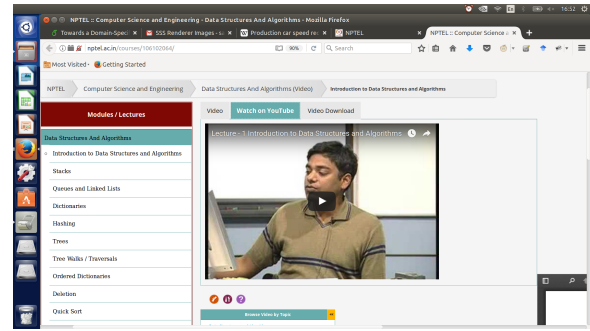 16:52
NPTEL :: Computer Science and Engineering - Data Structures And Algorithms - Mozilla Firefox
Towards a Domain-Speci
SSS Renderer Images - sa
Production car speed re
NPTEL
NPTEL :: Computer Science a
nptel.ac.in/courses/106102064/
90%
Search
Most Visited
Getting Started
NPTEL
Computer Science and Engineering
Data Structures And Algorithms (Video)
Introduction to Data Structures and Algorithms
Modules / Lectures
Video
Watch on YouTube
Video Download
Data Structures And Algorithms
Introduction to Data Structures and Algorithms
Stacks
Queues and Linked Lists
Dictionaries
Hashing
Trees
Tree Walks / Traversals
Ordered Dictionaries
Deletion
Quick Sort
Lecture - 1 Introduction to Data Structures and Algorithms
Browse Video by Topic